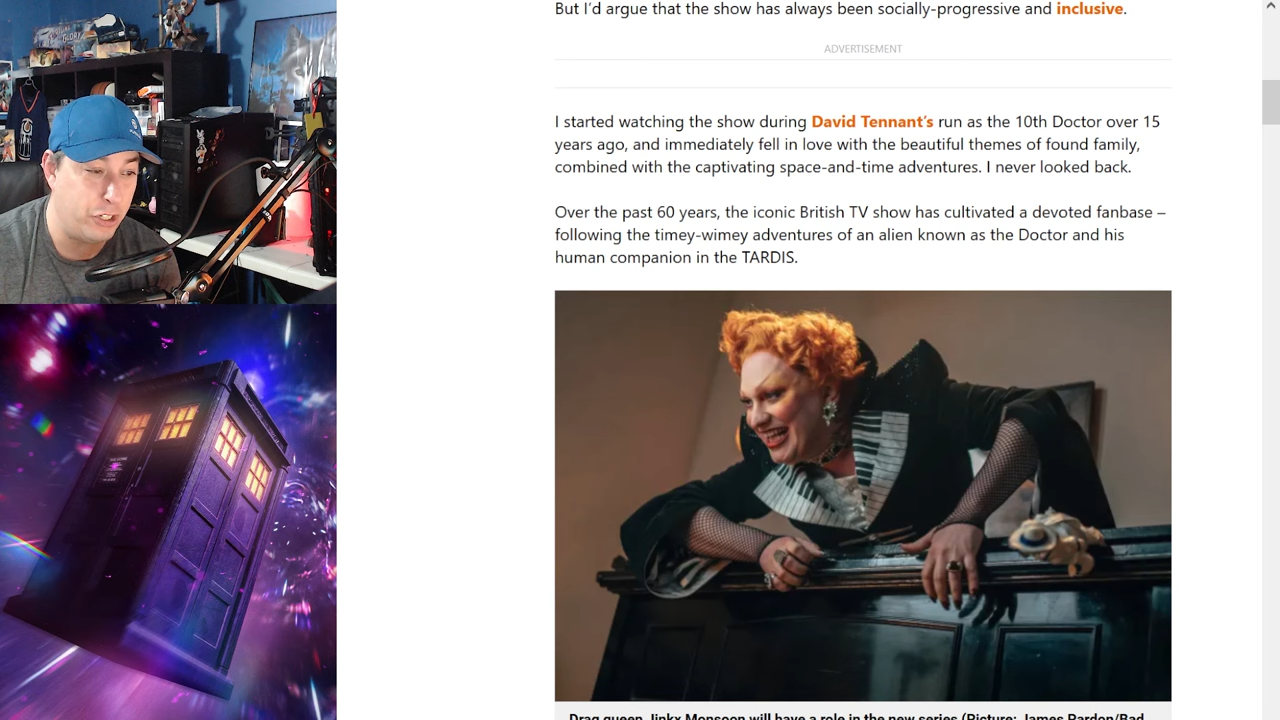 But I’d argue that the show has always been socially-progressive and inclusive.
ADVERTISEMENT
I started watching the show during David Tennant’s run as the 10th Doctor over 15
years ago, and immediately fell in love with the beautiful themes of found family,
combined with the captivating space-and-time adventures. I never looked back.
Over the past 60 years, the iconic British TV show has cultivated a devoted fanbase –
following the timey-wimey adventures of an alien known as the Doctor and his
human companion in the TARDIS.
Drag queen Jinkx Monsoon will have a role in the new series (Picture: James Pardon/Bad